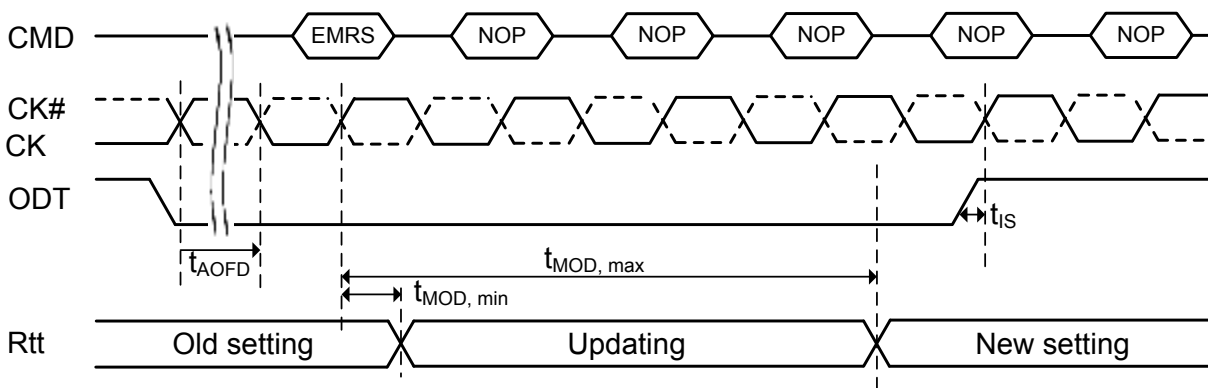 CMD EMRS NOP NOP NOP NOP NOP
CK#
CK
ODT
tIS
tAOFD
tMOD, max
tMOD, min
Rtt Old setting Updating New setting